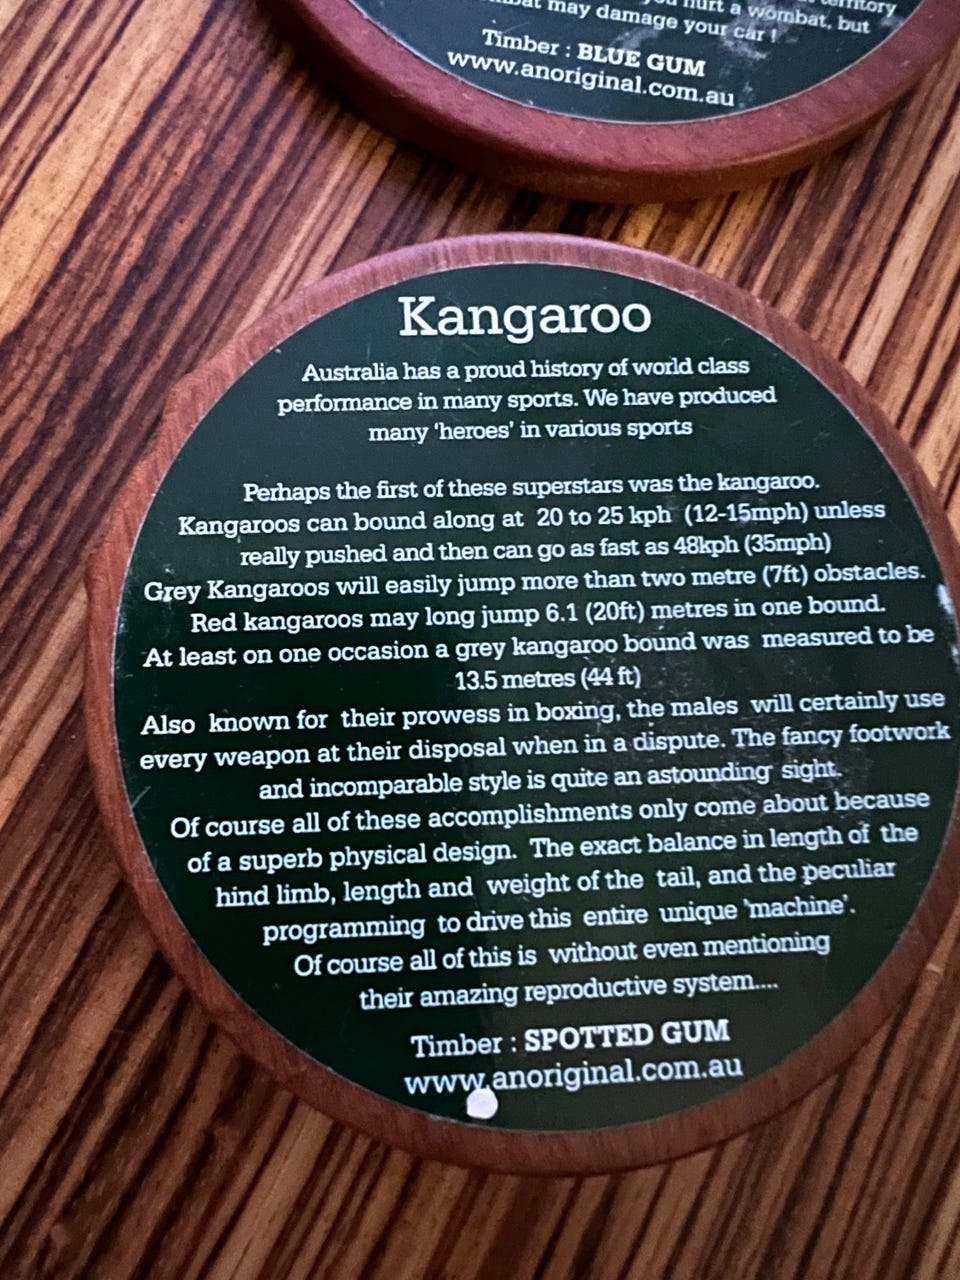 hurt a wombat, but
may damage your car !
Timber : BLUE GUM
www.anoriginal.com.au
Kangaroo
Australia has a proud history of world class
performance in many sports. We have produced
many 'heroes' in various sports
Perhaps the first of these superstars was the kangaroo.
Kangaroos can bound along at 20 to 25 kph (12-15mph) unless
really pushed and then can go as fast as 48kph (35mph)
Grey Kangaroos will easily jump more than two metre (7ft) obstacles.
Red kangaroos may long jump 6.1 (20ft) metres in one bound.
At least on one occasion a grey kangaroo bound was measured to be
13.5 metres (44 ft)
Also known for their prowess in boxing, the males will certainly use
every weapon at their disposal when in a dispute. The fancy footwork
and incomparable style is quite an astounding sight.
Of course all of these accomplishments only come about because
of a superb physical design. The exact balance in length of the
hind limb, length and weight of the tail, and the peculiar
programming to drive this entire unique 'machine'.
Of course all of this is without even mentioning
their amazing reproductive system....
Timber : SPOTTED GUM
www.anoriginal.com.au